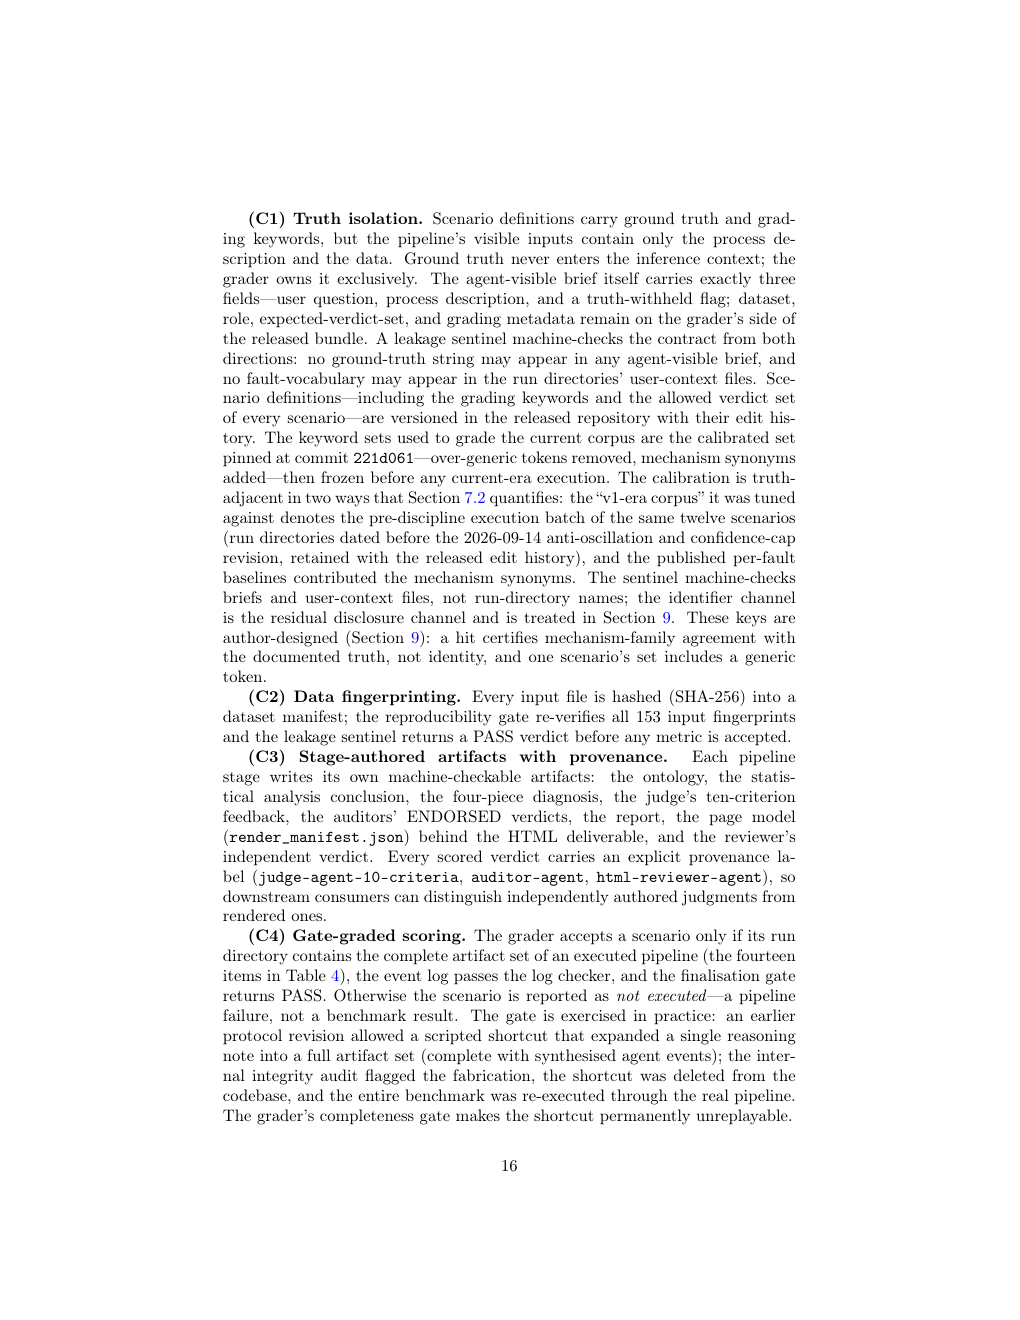 (C1) Truth isolation. Scenario definitions carry ground truth and grad-
ing keywords, but the pipeline's visible inputs contain only the process de-
scription and the data. Ground truth never enters the inference context; the
grader owns it exclusively. The agent-visible brief itself carries exactly three
fields—user question, process description, and a truth-withheld flag; dataset,
role, expected-verdict-set, and grading metadata remain on the grader's side of
the released bundle. A leakage sentinel machine-checks the contract from both
directions: no ground-truth string may appear in any agent-visible brief, and
no fault-vocabulary may appear in the run directories' user-context files. Sce-
nario definitions—including the grading keywords and the allowed verdict set
of every scenario—are versioned in the released repository with their edit his-
tory. The keyword sets used to grade the current corpus are the calibrated set
pinned at commit 221d061—over-generic tokens removed, mechanism synonyms
added—then frozen before any current-era execution. The calibration is truth-
adjacent in two ways that Section 7.2 quantifies: the “v1-era corpus” it was tuned
against denotes the pre-discipline execution batch of the same twelve scenarios
(run directories dated before the 2026-09-14 anti-oscillation and confidence-cap
revision, retained with the released edit history), and the published per-fault
baselines contributed the mechanism synonyms. The sentinel machine-checks
briefs and user-context files, not run-directory names; the identifier channel
is the residual disclosure channel and is treated in Section 9. These keys are
author-designed (Section 9): a hit certifies mechanism-family agreement with
the documented truth, not identity, and one scenario's set includes a generic
token.
(C2) Data fingerprinting. Every input file is hashed (SHA-256) into a
dataset manifest; the reproducibility gate re-verifies all 153 input fingerprints
and the leakage sentinel returns a PASS verdict before any metric is accepted.
(C3) Stage-authored artifacts with provenance. Each pipeline
stage writes its own machine-checkable artifacts: the ontology, the statis-
tical analysis conclusion, the four-piece diagnosis, the judge's ten-criterion
feedback, the auditors' ENDORSED verdicts, the report, the page model
(render_manifest.json) behind the HTML deliverable, and the reviewer's
independent verdict. Every scored verdict carries an explicit provenance la-
bel (judge-agent-10-criteria, auditor-agent, html-reviewer-agent), so
downstream consumers can distinguish independently authored judgments from
rendered ones.
(C4) Gate-graded scoring. The grader accepts a scenario only if its run
directory contains the complete artifact set of an executed pipeline (the fourteen
items in Table 4), the event log passes the log checker, and the finalisation gate
returns PASS. Otherwise the scenario is reported as not executed—a pipeline
failure, not a benchmark result. The gate is exercised in practice: an earlier
protocol revision allowed a scripted shortcut that expanded a single reasoning
note into a full artifact set (complete with synthesised agent events); the inter-
nal integrity audit flagged the fabrication, the shortcut was deleted from the
codebase, and the entire benchmark was re-executed through the real pipeline.
The grader's completeness gate makes the shortcut permanently unreplayable.
16